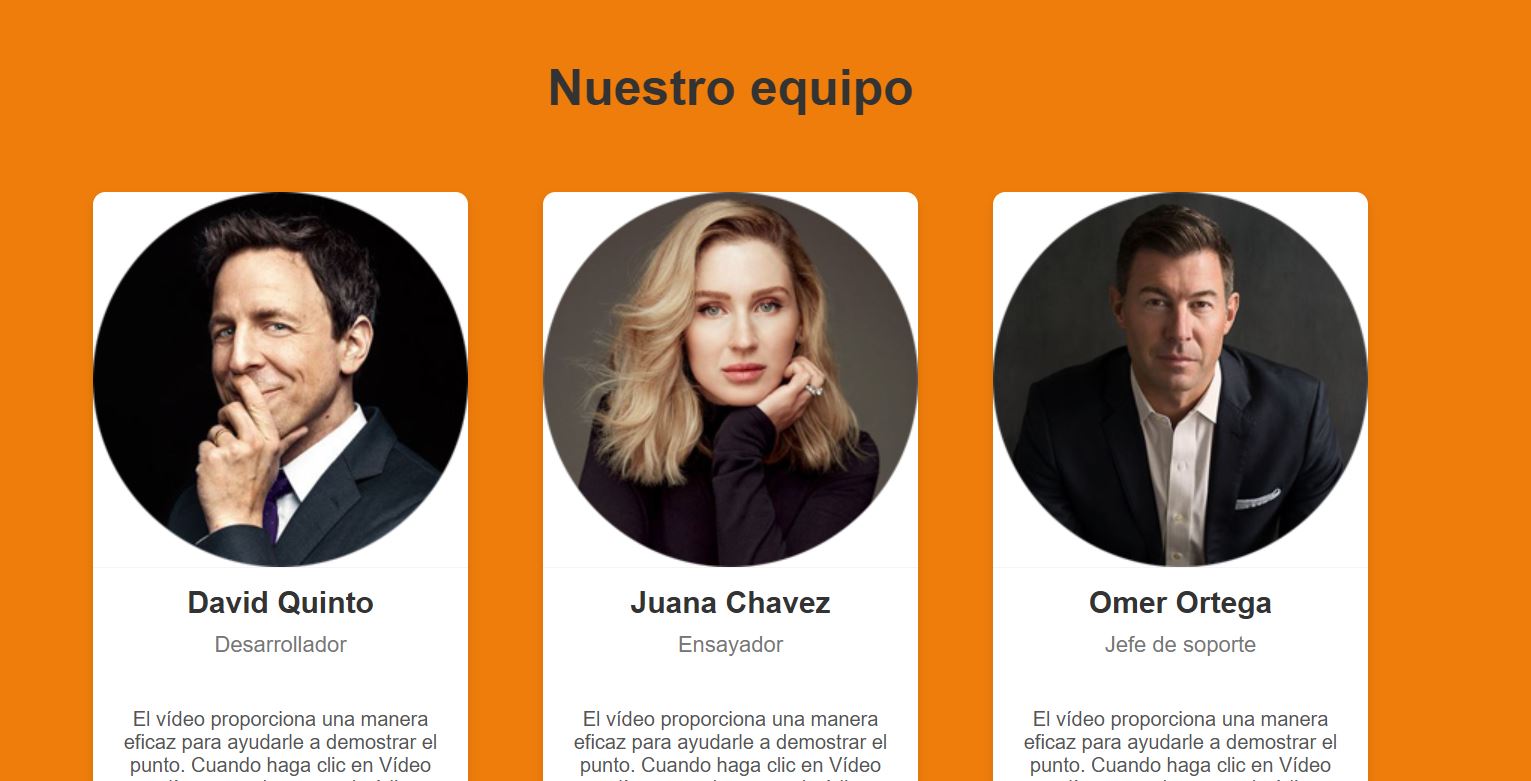 Nuestro equipo
David Quinto
Desarrollador
El vídeo proporciona una manera
eficaz para ayudarle a demostrar el
punto. Cuando haga clic en Vídeo
Juana Chavez
Ensayador
El vídeo proporciona una manera
eficaz para ayudarle a demostrar el
punto. Cuando haga clic en Vídeo
Omer Ortega
Jefe de soporte
El vídeo proporciona una manera
eficaz para ayudarle a demostrar el
punto. Cuando haga clic en Vídeo